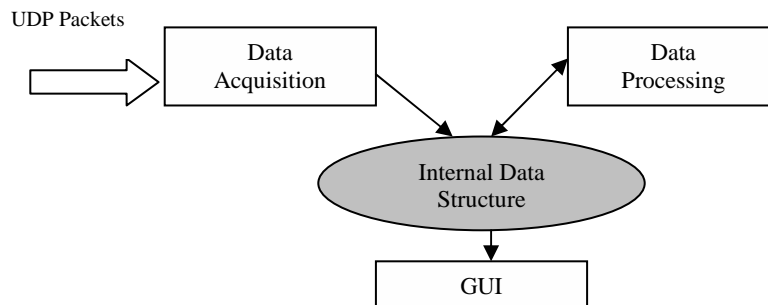 UDP Packets
Data
Acquisition
Data
Processing
Internal Data
Structure
GUI